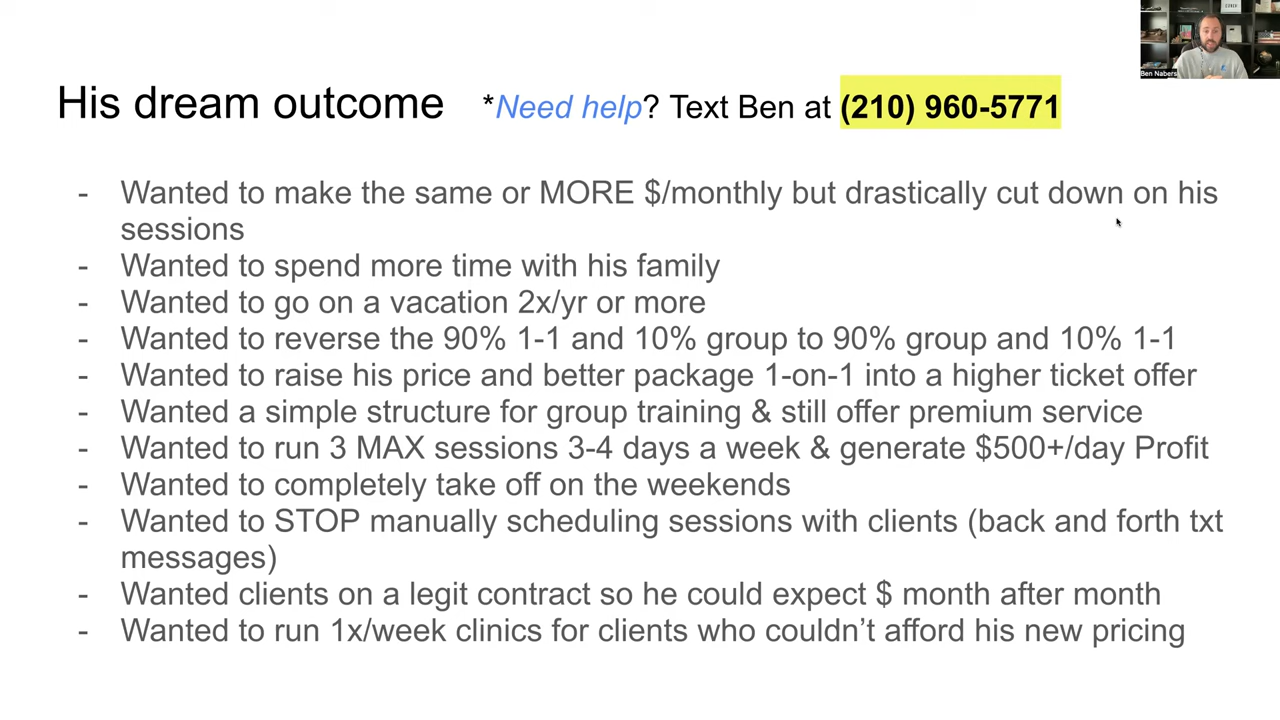 His dream outcome *Need help? Text Ben at (210) 960-5771
- Wanted to make the same or MORE $/monthly but drastically cut down on his
sessions
- Wanted to spend more time with his family
- Wanted to go on a vacation 2x/yr or more
- Wanted to reverse the 90% 1-1 and 10% group to 90% group and 10% 1-1
- Wanted to raise his price and better package 1-on-1 into a higher ticket offer
- Wanted a simple structure for group training & still offer premium service
- Wanted to run 3 MAX sessions 3-4 days a week & generate $500+/day Profit
- Wanted to completely take off on the weekends
- Wanted to STOP manually scheduling sessions with clients (back and forth txt
messages)
- Wanted clients on a legit contract so he could expect $ month after month
- Wanted to run 1x/week clinics for clients who couldn’t afford his new pricing
Ben Nabers